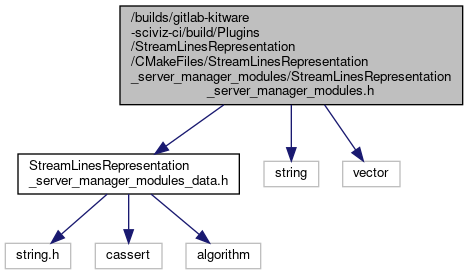 /builds/gitlab-kitware
-sciviz-ci/build/Plugins
/StreamLinesRepresentation
/CMakeFiles/StreamLinesRepresentation
_server_manager_modules/StreamLinesRepresentation
_server_manager_modules.h
StreamLinesRepresentation
_server_manager_modules_data.h
string
vector
string.h
cassert
algorithm